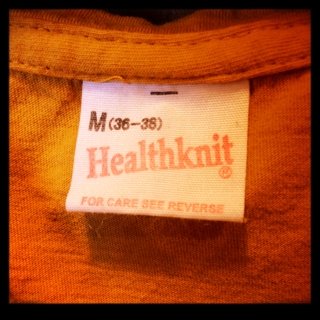 M (36-38)
Healthknit®
FOR CARE SEE REVERSE